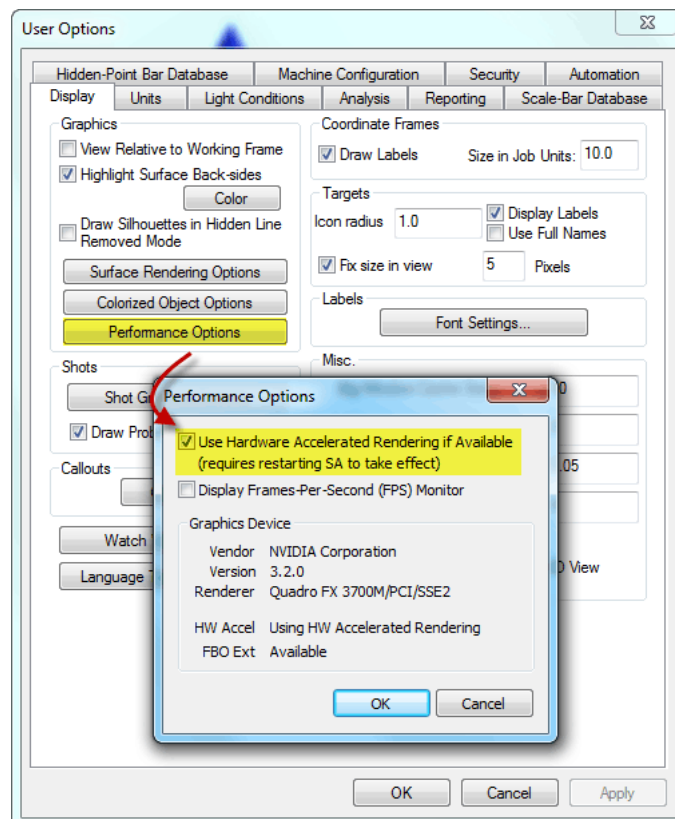 User Options
Hidden-Point Bar Database Machine Configuration Security Automation
Display Units Light Conditions Analysis Reporting Scale-Bar Database
Graphics
View Relative to Working Frame
Highlight Surface Back-sides
Color
Draw Silhouettes in Hidden Line
Removed Mode
Surface Rendering Options
Colorized Object Options
Performance Options
Coordinate Frames
Draw Labels Size in Job Units: 10.0
Targets
Icon radius 1.0 Display Labels
Use Full Names
Fix size in view 5 Pixels
Labels
Font Settings...
Shots
Shot
Draw
Misc.
Callouts
.05
Watch
Language
View
Performance Options
Use Hardware Accelerated Rendering if Available
(requires restarting SA to take effect)
Display Frames-Per-Second (FPS) Monitor
Graphics Device
Vendor NVIDIA Corporation
Version 3.2.0
Renderer Quadro FX 3700M/PCI/SSE2
HW Accel Using HW Accelerated Rendering
FBO Ext Available
OK Cancel
OK Cancel Apply